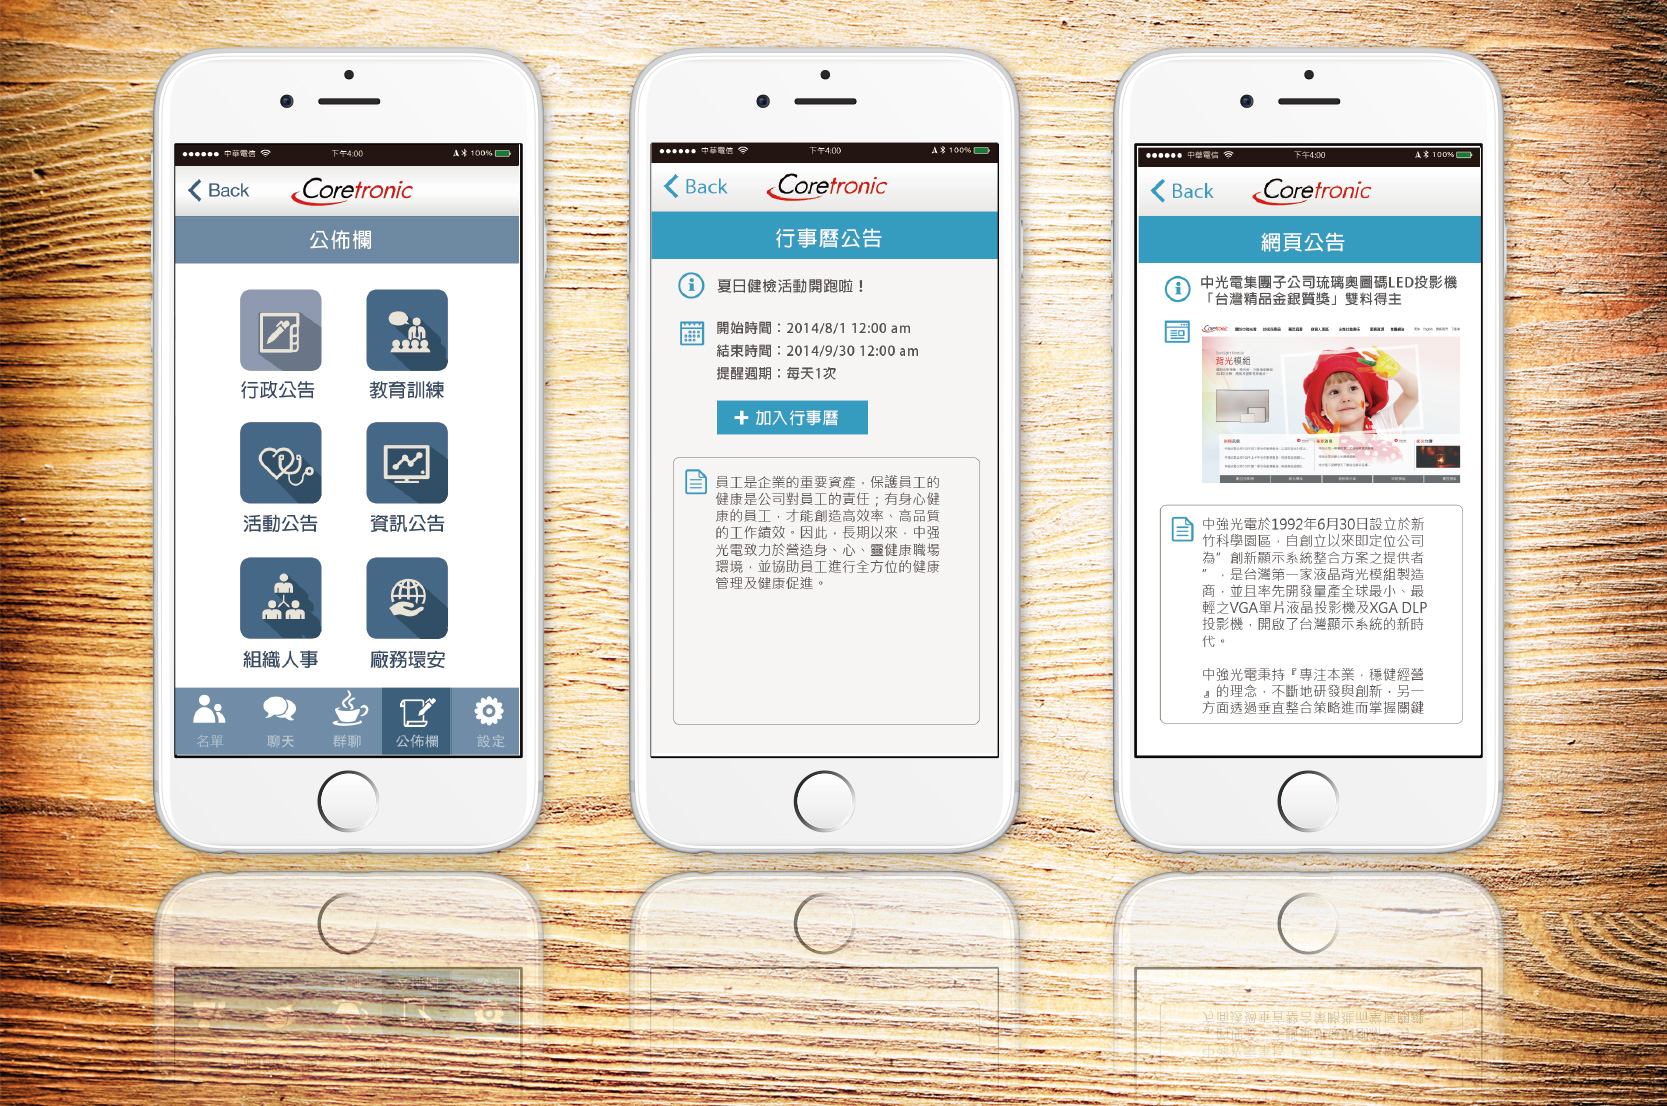 中華電信
下午4:00
100%
Back
Coretronic
公佈欄
行政公告
教育訓練
活動公告
資訊公告
組織人事
廠務環安
名單
聊天
群聊
公佈欄
設定
中華電信
下午4:00
100%
Back
Coretronic
行事曆公告
夏日健檢活動開跑啦！
開始時間：2014/8/1 12:00 am
結束時間：2014/9/30 12:00 am
提醒週期：每天1次
+ 加入行事曆
員工是企業的重要資產，保護員工的
健康是公司對員工的責任；有身心健
康的員工，才能創造高效率、高品質
的工作績效。因此，長期以來，中強
光電致力於營造身、心、靈健康職場
環境，並協助員工進行全方位的健康
管理及健康促進。
中華電信
下午4:00
100%
Back
Coretronic
網頁公告
中光電集團子公司琉璃奧圖碼LED投影機
「台灣精品金銀質獎」雙料得主
Coretronic
背光模組
中強光電於1992年6月30日設立於新
竹科學園區，自創立以來即定位公司
為”創新顯示系統整合方案之提供者
”，是台灣第一家液晶背光模組製造
商，並且率先開發量產全球最小、最
輕之VGA單片液晶投影機及XGA DLP
投影機，開啟了台灣顯示系統的新時
代。
中強光電秉持『專注本業，穩健經營
』的理念，不斷地研發與創新，另一
方面透過垂直整合策略進而掌握關鍵